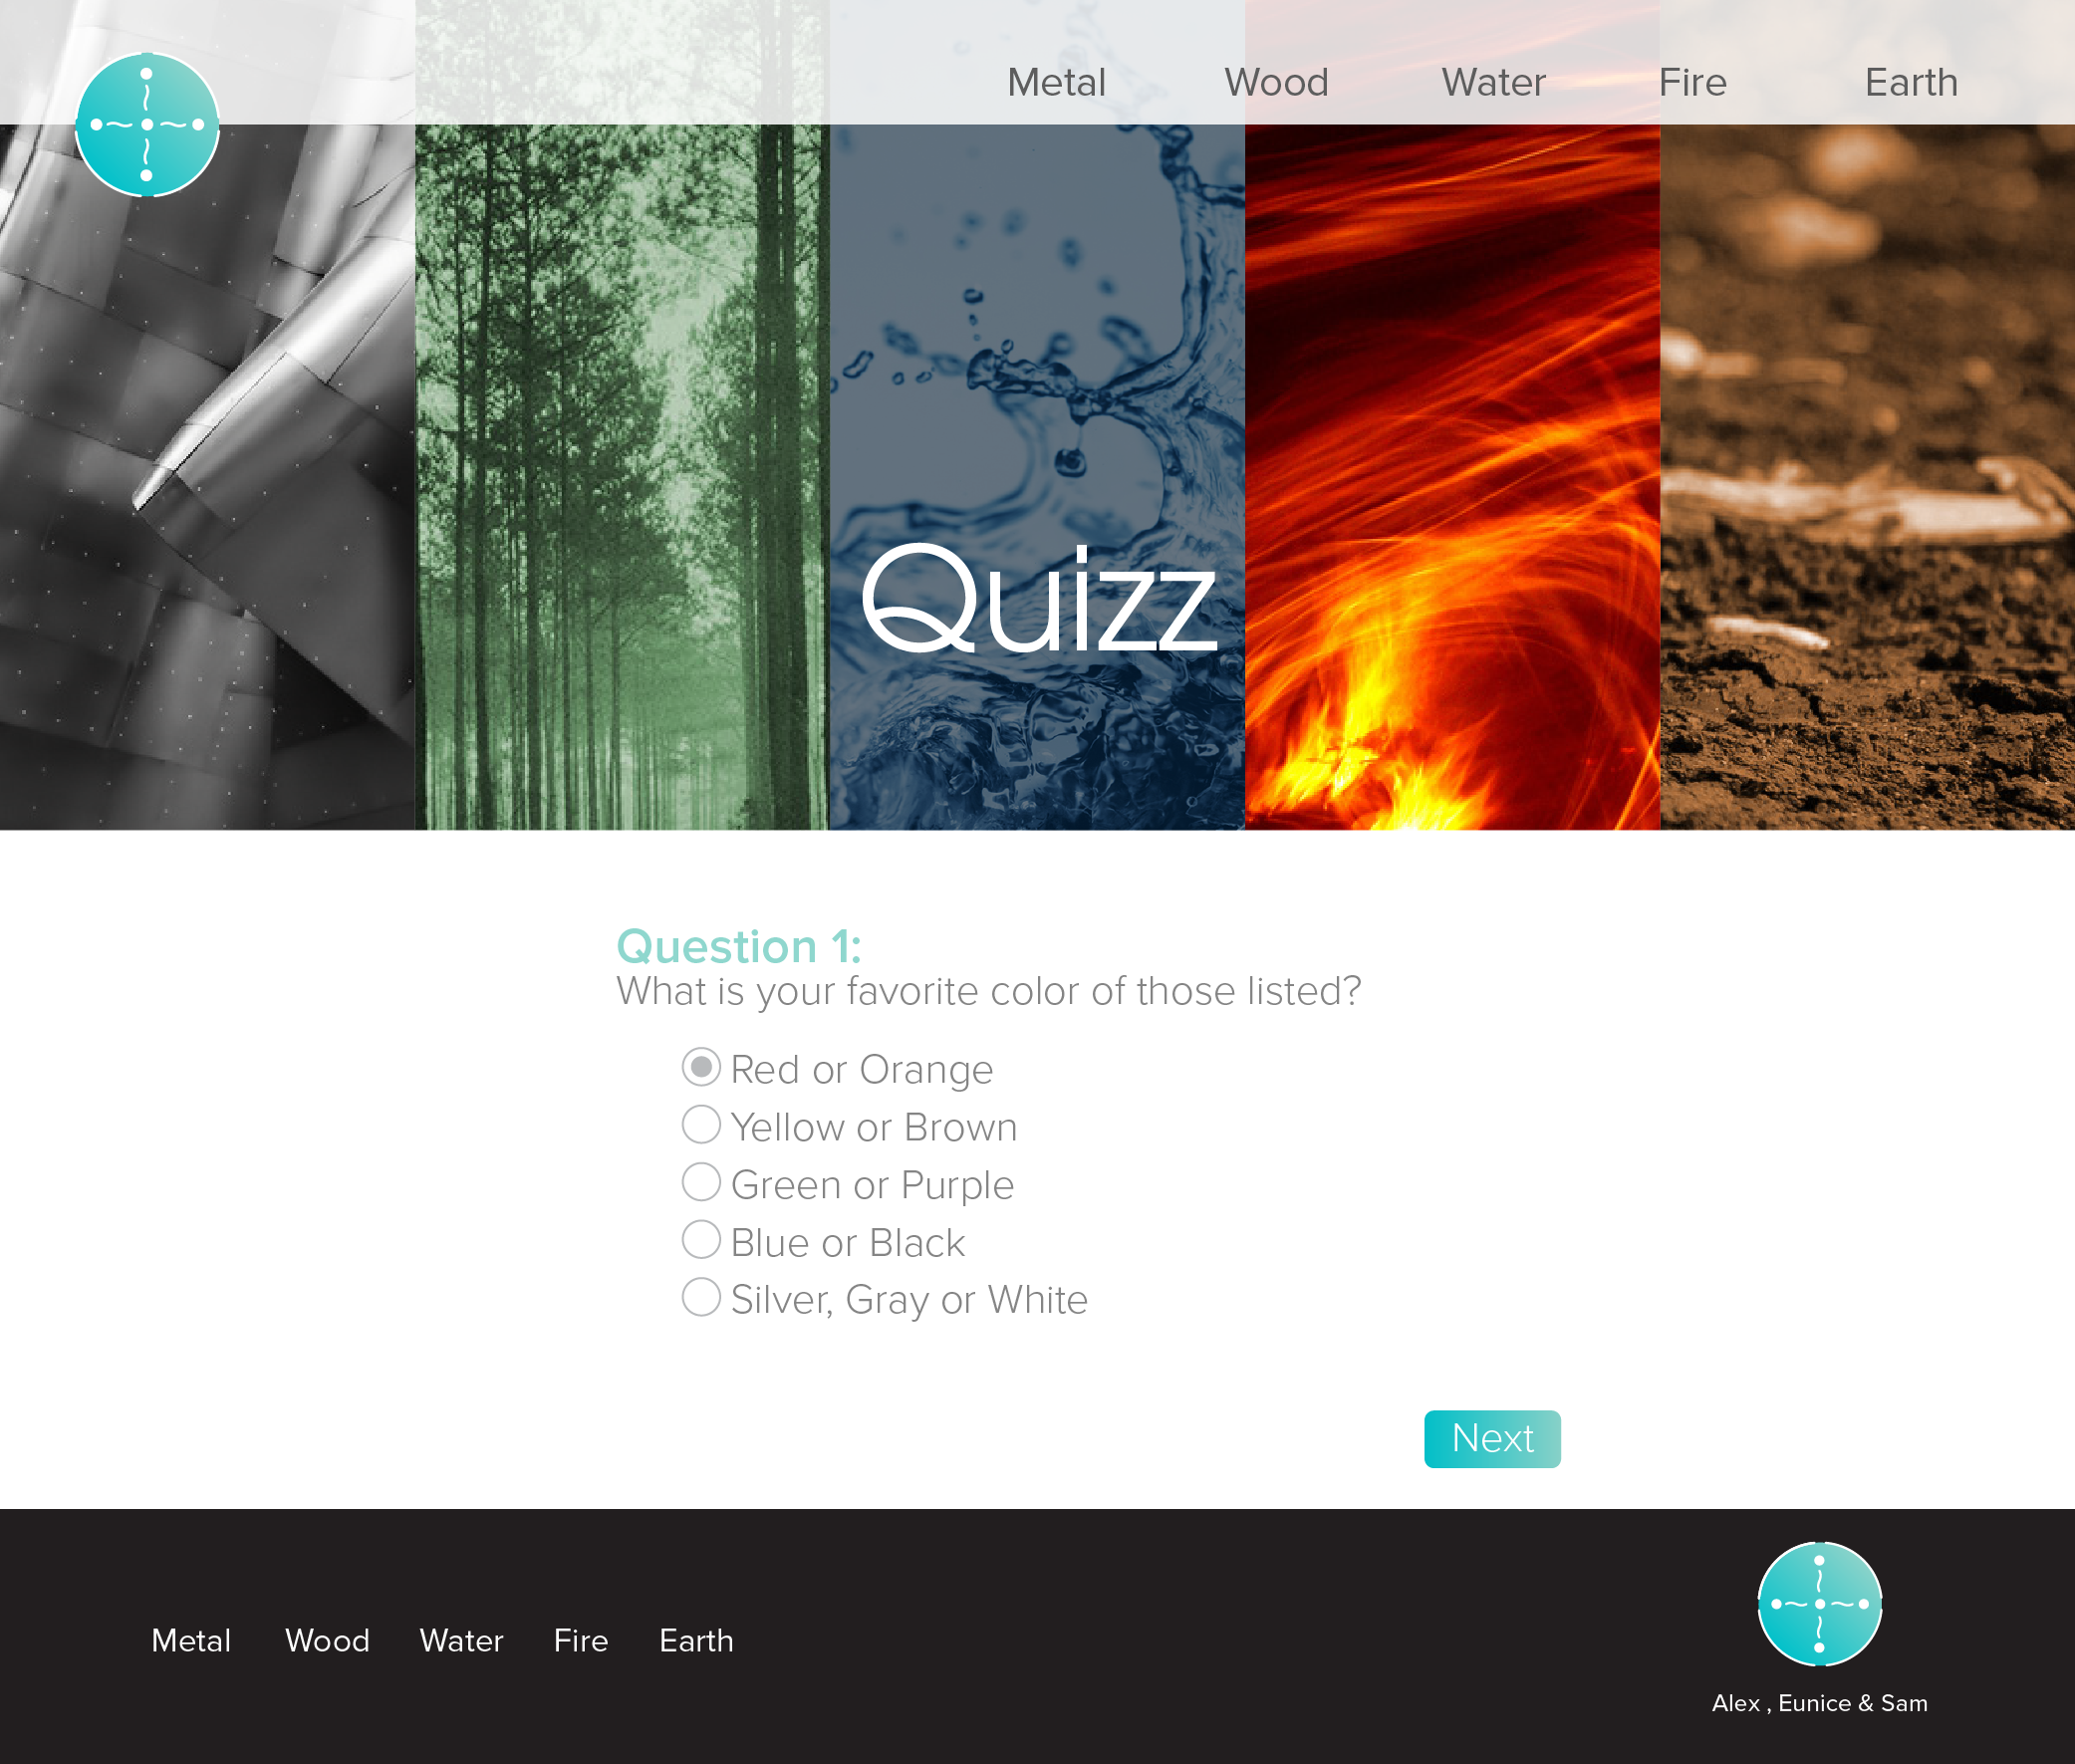 Metal Wood Water Fire Earth
Quizz
Question 1:
What is your favorite color of those listed?
Red or Orange
Yellow or Brown
Green or Purple
Blue or Black
Silver, Gray or White
Next
Metal Wood Water Fire Earth
Alex , Eunice & Sam